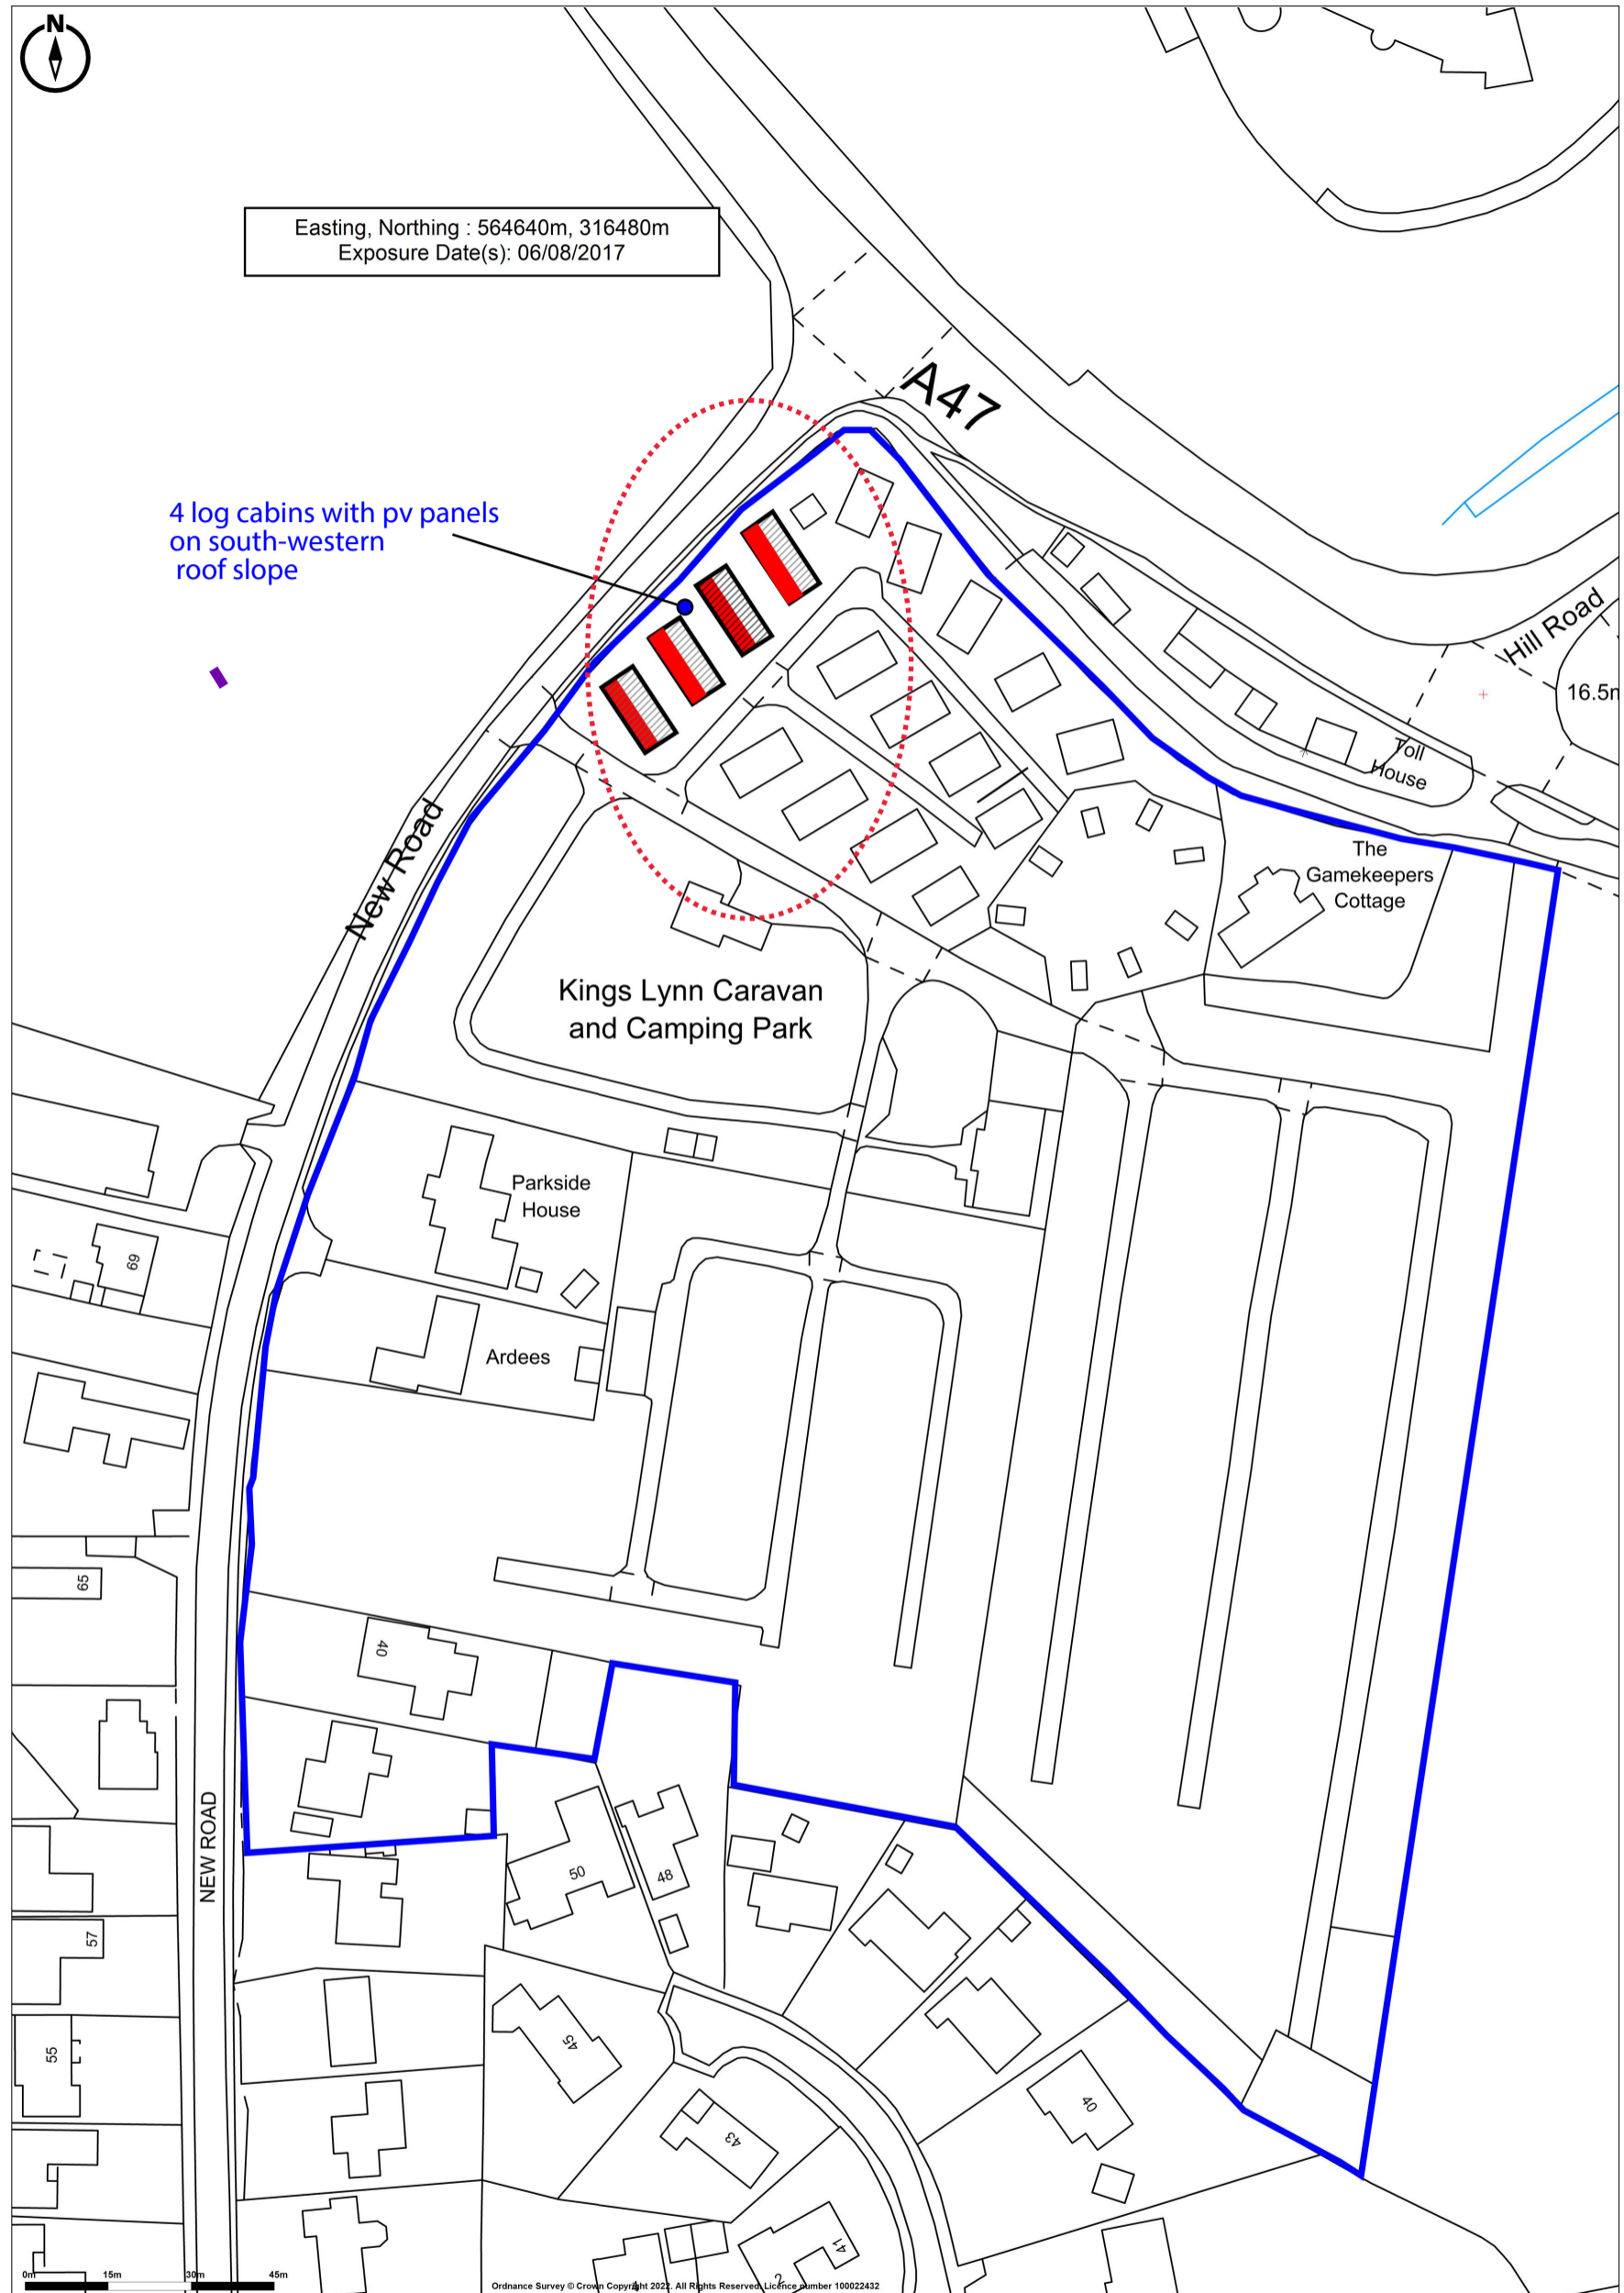 N
Easting, Northing : 564640m, 316480m
Exposure Date(s): 06/08/2017
A47
4 log cabins with pv panels
on south-western
roof slope
Hill Road
16.5m
Toll
House
New Road
The
Gamekeepers
Cottage
Kings Lynn Caravan
and Camping Park
Parkside
House
69
Ardees
65
40
NEW ROAD
50
48
57
55
45
43
40
41
2
0m
15m
30m
45m
Ordnance Survey © Crown Copyright 2022. All Rights Reserved. Licence number 100022432